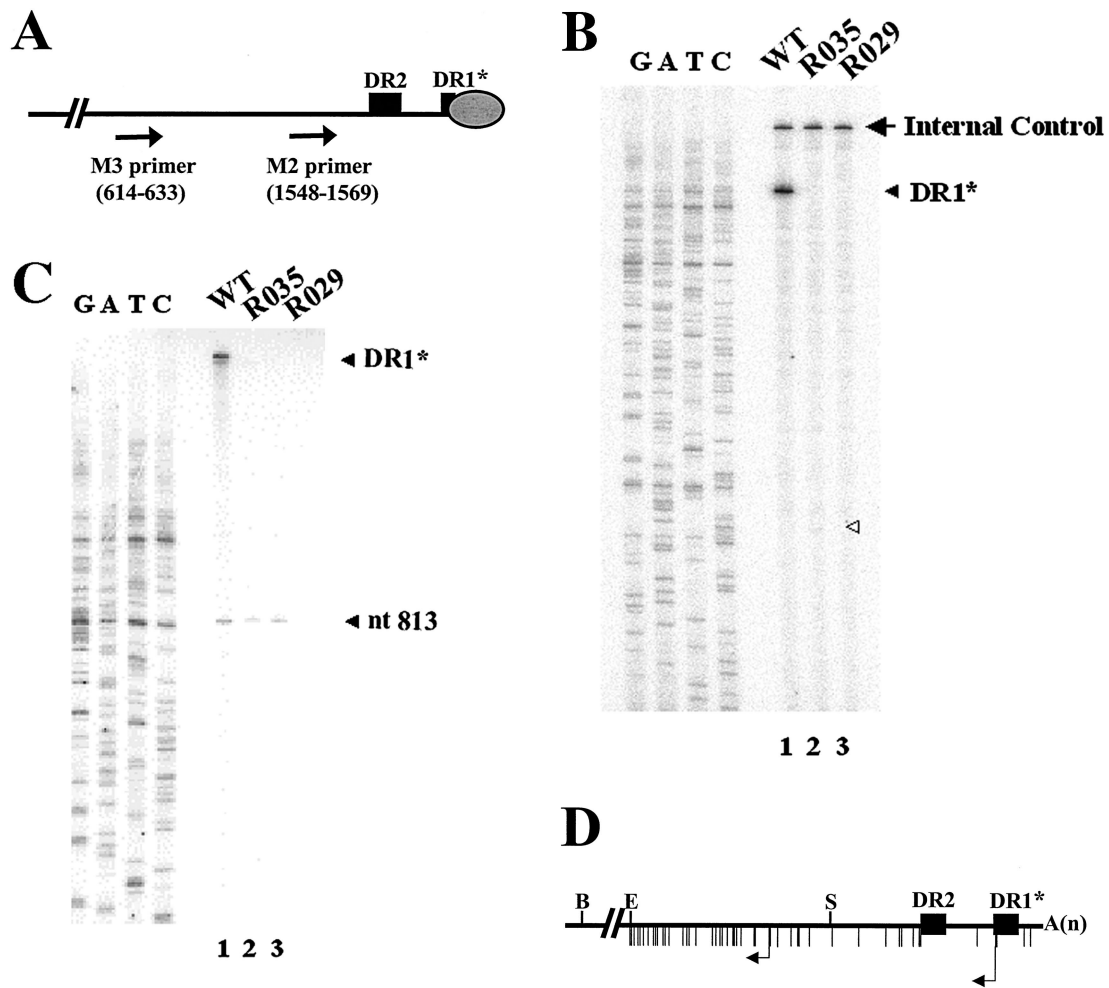 A
DR2 DR1*
M3 primer
(614-633)
M2 primer
(1548-1569)
B
G A T C WT R035 R029
Internal Control
DR1*
1 2 3
C
G A T C WT R035 R029
DR1*
nt 813
1 2 3
D
B E S DR2 DR1* A(n)